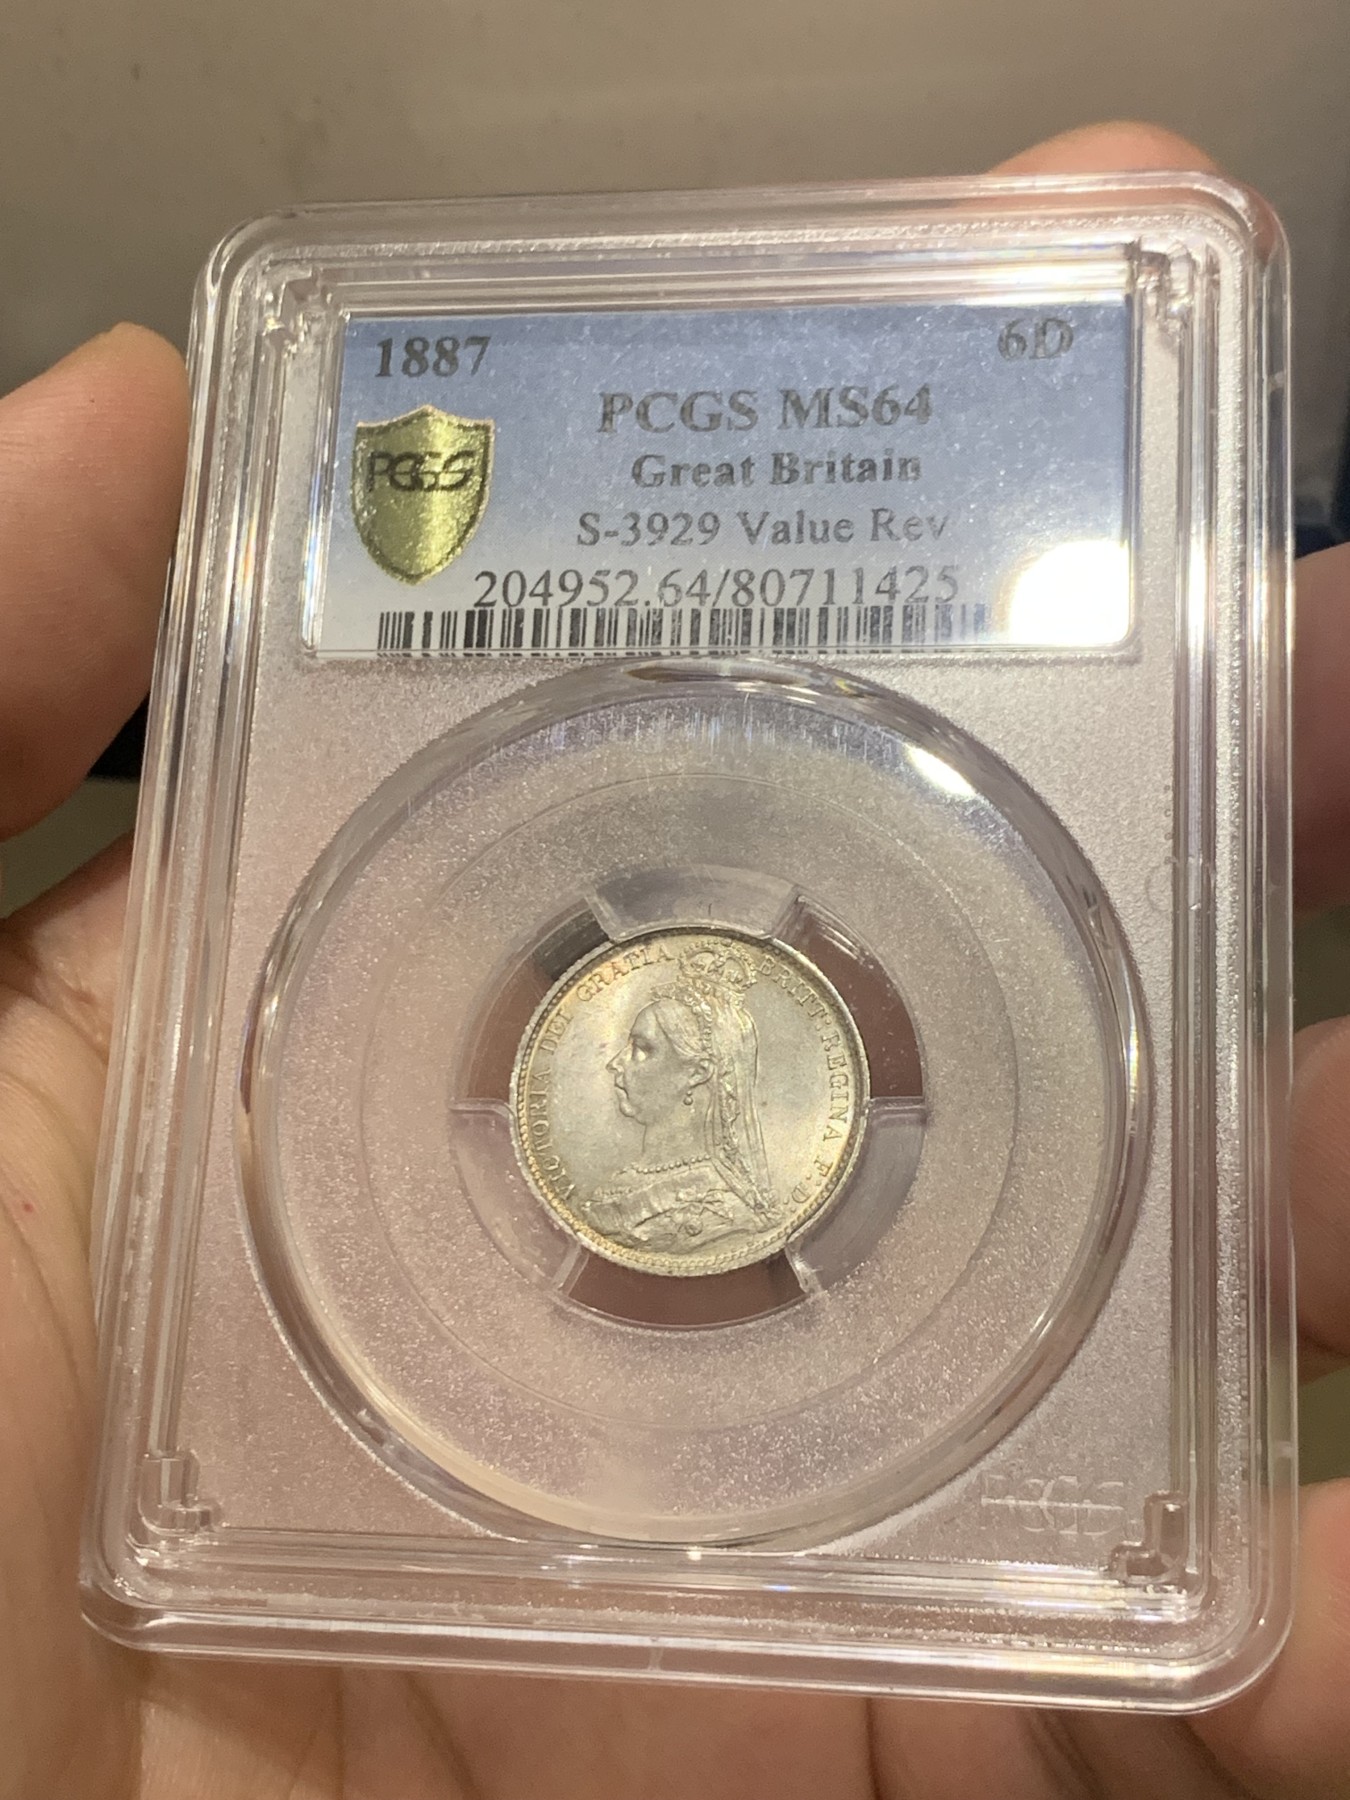 1887 6D
PCGS MS64
PCGS
Great Britain
S-3929 Value Rev
204952.64/80711425
VICTORIA DEI GRATIA BRITT:REGINA F:D:
PCGS